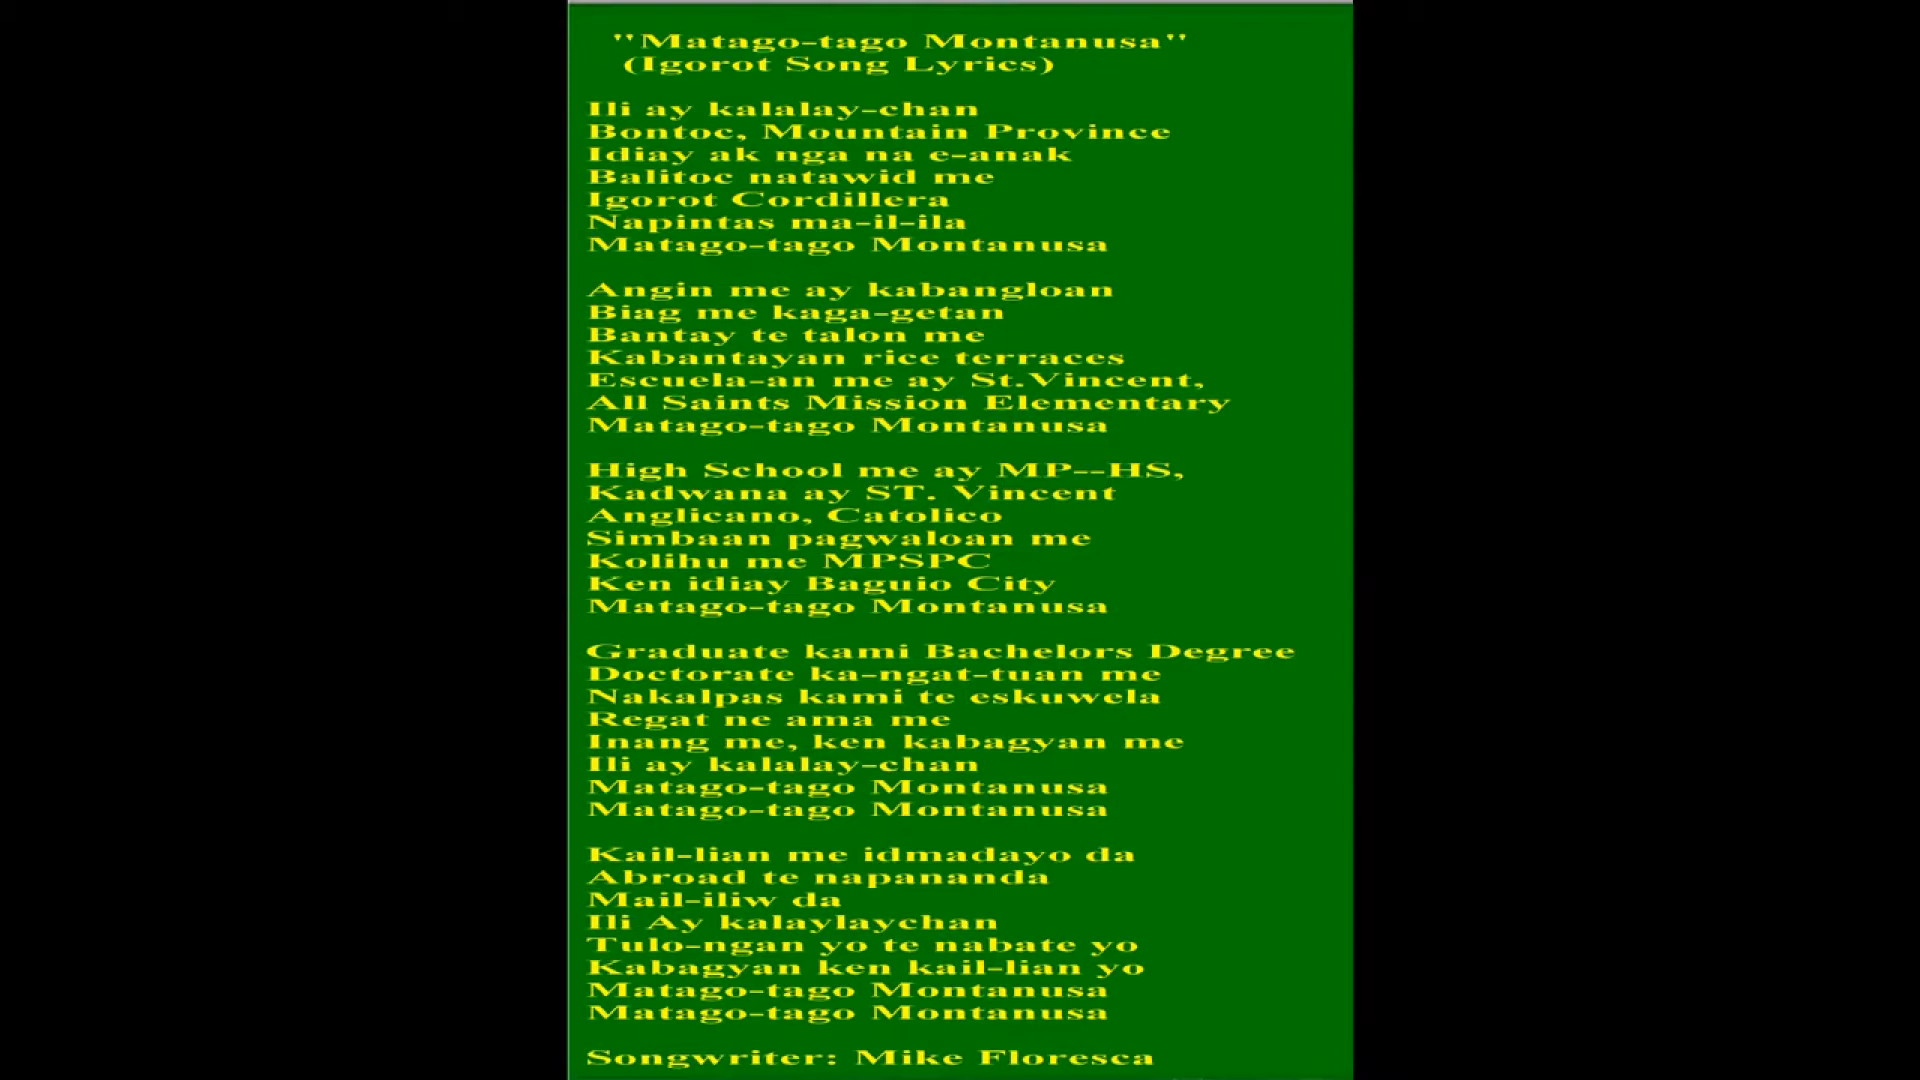 "Matago-tago Montanusa"
(Igorot Song Lyrics)
Ili ay kalalay-chan
Bontoc, Mountain Province
Idiay ak nga na e-anak
Balitoc natawid me
Igorot Cordillera
Napintas ma-il-ila
Matago-tago Montanusa
Angin me ay kabangloan
Biag me kaga-getan
Bantay te talon me
Kabantayan rice terraces
Escuela-an me ay St.Vincent,
All Saints Mission Elementary
Matago-tago Montanusa
High School me ay MP--HS,
Kadwana ay ST. Vincent
Anglicano, Catolico
Simbaan pagwaloan me
Kolihu me MPSPC
Ken idiay Baguio City
Matago-tago Montanusa
Graduate kami Bachelors Degree
Doctorate ka-ngat-tuan me
Nakalpas kami te eskuwela
Regat ne ama me
Inang me, ken kabagyan me
Ili ay kalalay-chan
Matago-tago Montanusa
Matago-tago Montanusa
Kail-lian me idmadayo da
Abroad te napananda
Mail-iliw da
Ili Ay kalaylaychan
Tulo-ngan yo te nabate yo
Kabagyan ken kail-lian yo
Matago-tago Montanusa
Matago-tago Montanusa
Songwriter: Mike Floresca